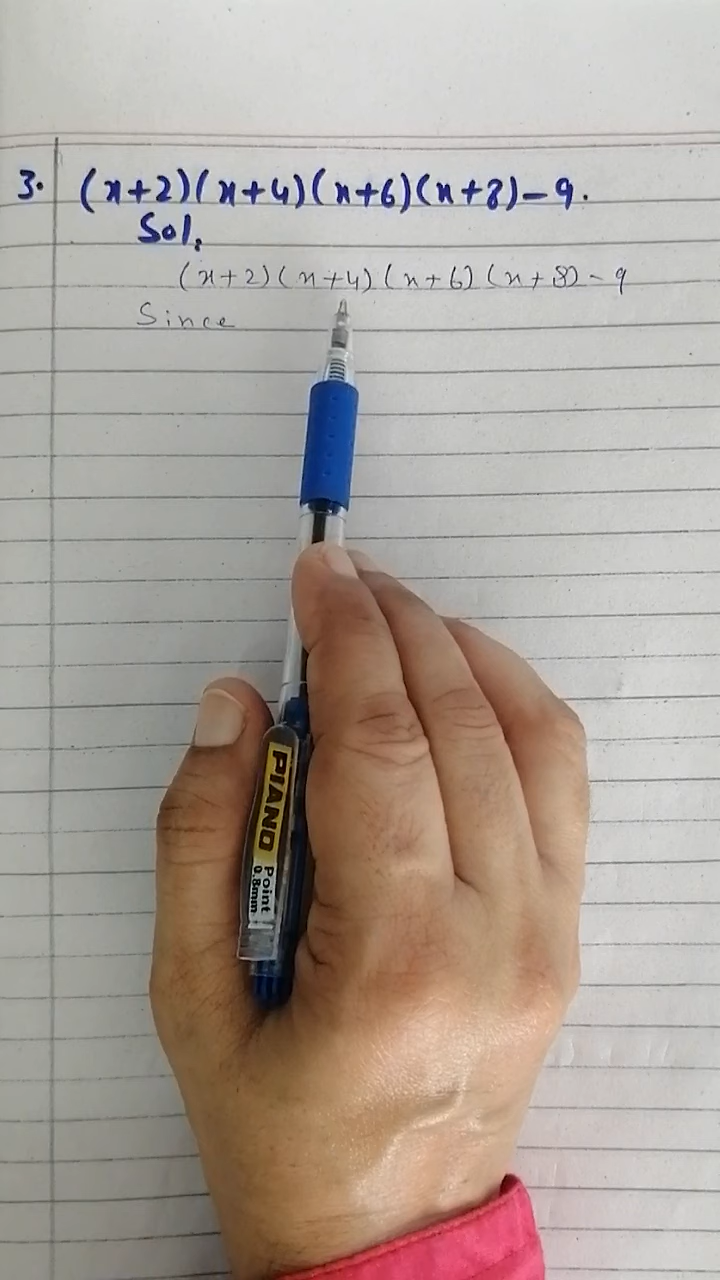 3. (x+2)(x+4)(x+6)(x+8)-9.
Sol.
(x+2)(x+4)(x+6)(x+8)-9
Since
PIANO
Point
0.8mm